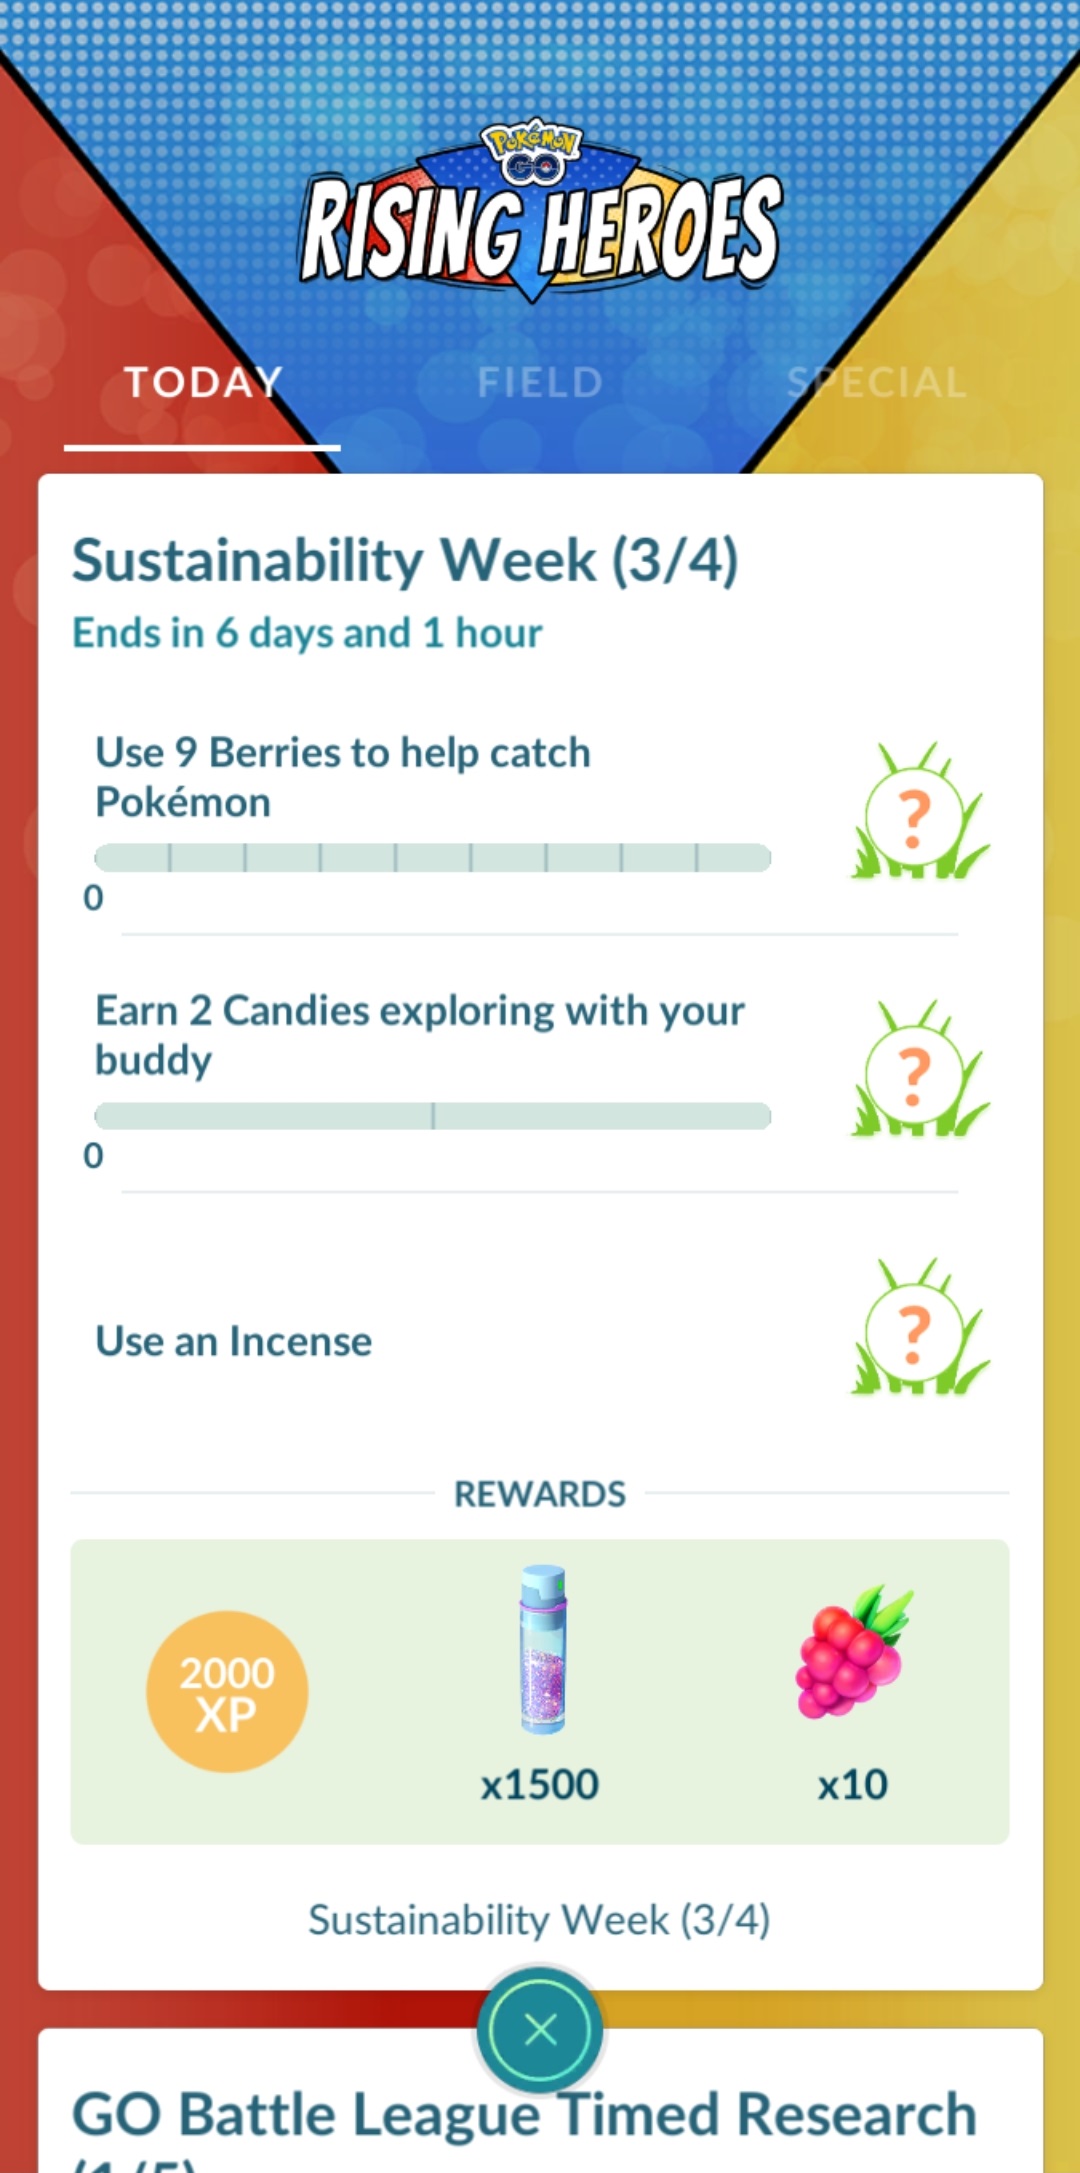 POKÉMON
GO
RISING HEROES
TODAY
FIELD
SPECIAL
Sustainability Week (3/4)
Ends in 6 days and 1 hour
Use 9 Berries to help catch
Pokémon
?
0
Earn 2 Candies exploring with your
buddy
?
0
Use an Incense
?
REWARDS
2000
XP
x1500
x10
Sustainability Week (3/4)
GO Battle League Timed Research
(1/5)